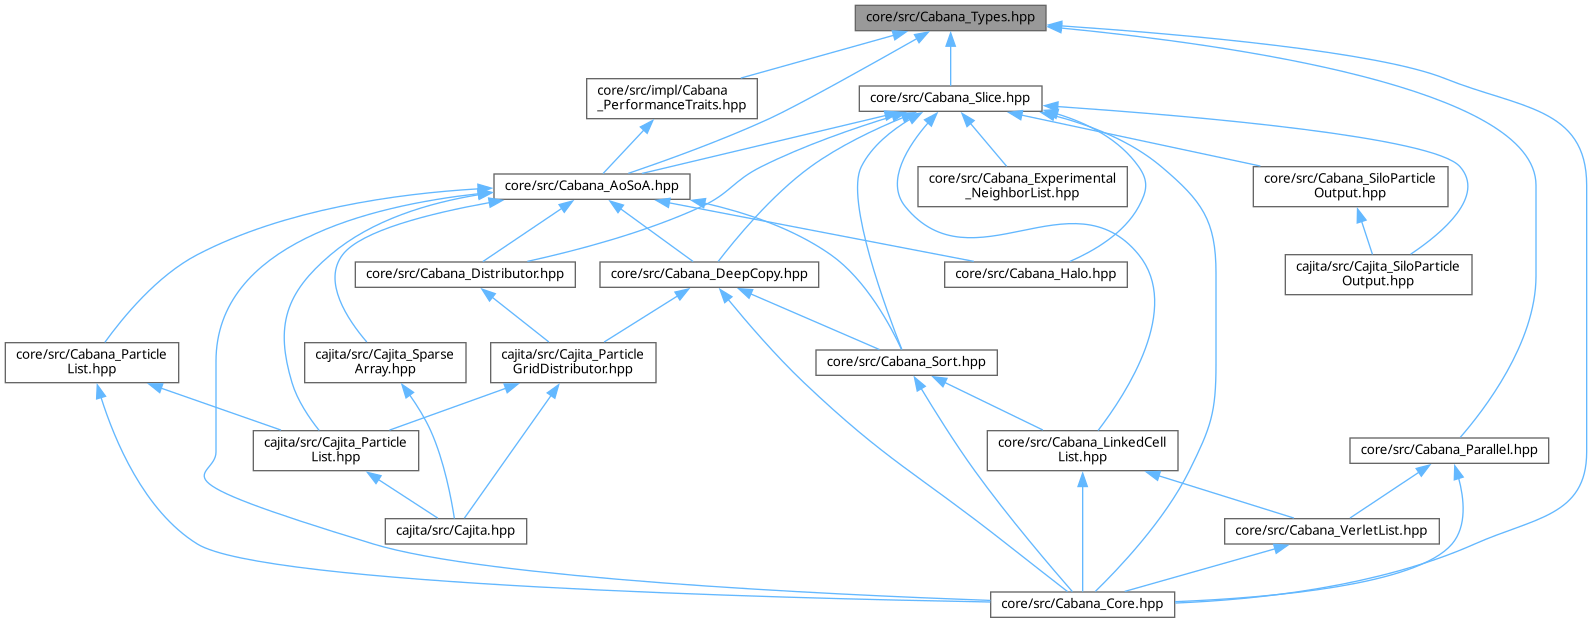 core/src/Cabana_Types.hpp
core/src/impl/Cabana
_PerformanceTraits.hpp
core/src/Cabana_Slice.hpp
core/src/Cabana_AoSoA.hpp
core/src/Cabana_Experimental
_NeighborList.hpp
core/src/Cabana_SiloParticle
Output.hpp
core/src/Cabana_Distributor.hpp
core/src/Cabana_DeepCopy.hpp
core/src/Cabana_Halo.hpp
cajita/src/Cajita_SiloParticle
Output.hpp
core/src/Cabana_Particle
List.hpp
cajita/src/Cajita_Sparse
Array.hpp
cajita/src/Cajita_Particle
GridDistributor.hpp
core/src/Cabana_Sort.hpp
cajita/src/Cajita_Particle
List.hpp
core/src/Cabana_LinkedCell
List.hpp
core/src/Cabana_Parallel.hpp
cajita/src/Cajita.hpp
core/src/Cabana_VerletList.hpp
core/src/Cabana_Core.hpp